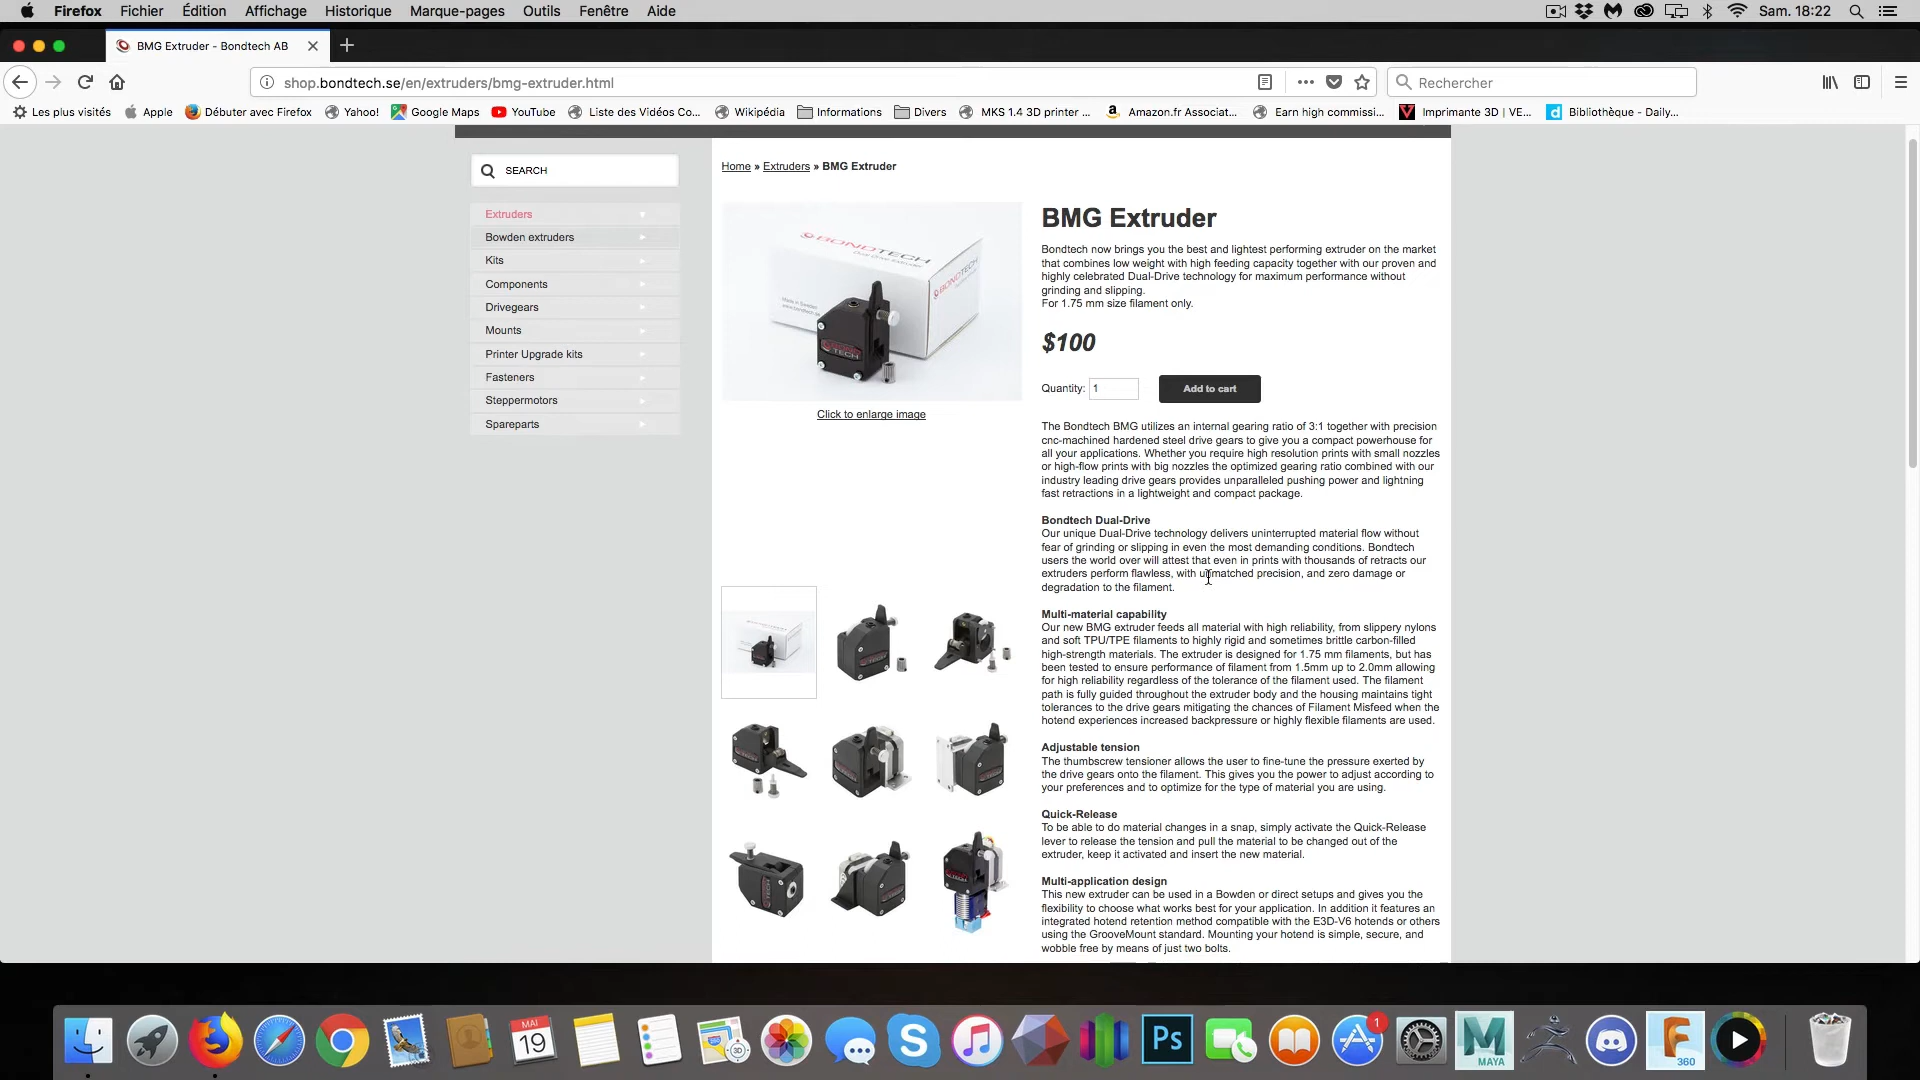 Firefox Fichier Édition Affichage Historique Marque-pages Outils Fenêtre Aide Sam. 18:22
BMG Extruder - Bondtech AB
shop.bondtech.se/en/extruders/bmg-extruder.html
Rechercher
Les plus visités Apple Débuter avec Firefox Yahoo! Google Maps YouTube Liste des Vidéos Co... Wikipédia Informations Divers MKS 1.4 3D printer ... Amazon.fr Associat... Earn high commissi... Imprimante 3D | VE... Bibliothèque - Daily...
SEARCH
Extruders
Bowden extruders
Kits
Components
Drivegears
Mounts
Printer Upgrade kits
Fasteners
Steppermotors
Spareparts
Home » Extruders » BMG Extruder
BONDTECH
Dual Drive Extruder
BONDTECH
Click to enlarge image
BMG Extruder
Bondtech now brings you the best and lightest performing extruder on the market
that combines low weight with high feeding capacity together with our proven and
highly celebrated Dual-Drive technology for maximum performance without
grinding and slipping.
For 1.75 mm size filament only.
$100
Quantity: 1 Add to cart
The Bondtech BMG utilizes an internal gearing ratio of 3:1 together with precision
cnc-machined hardened steel drive gears to give you a compact powerhouse for
all your applications. Whether you require high resolution prints with small nozzles
or high-flow prints with big nozzles the optimized gearing ratio combined with our
industry leading drive gears provides unparalleled pushing power and lightning
fast retractions in a lightweight and compact package.
Bondtech Dual-Drive
Our unique Dual-Drive technology delivers uninterrupted material flow without
fear of grinding or slipping in even the most demanding conditions. Bondtech
users the world over will attest that even in prints with thousands of retracts our
extruders perform flawless, with unmatched precision, and zero damage or
degradation to the filament.
Multi-material capability
Our new BMG extruder feeds all material with high reliability, from slippery nylons
and soft TPU/TPE filaments to highly rigid and sometimes brittle carbon-filled
high-strength materials. The extruder is designed for 1.75 mm filaments, but has
been tested to ensure performance of filament from 1.5mm up to 2.0mm allowing
for high reliability regardless of the tolerance of the filament used. The filament
path is fully guided throughout the extruder body and the housing maintains tight
tolerances to the drive gears mitigating the chances of Filament Misfeed when the
hotend experiences increased backpressure or highly flexible filaments are used.
Adjustable tension
The thumbscrew tensioner allows the user to fine-tune the pressure exerted by
the drive gears onto the filament. This gives you the power to adjust according to
your preferences and to optimize for the type of material you are using.
Quick-Release
To be able to do material changes in a snap, simply activate the Quick-Release
lever to release the tension and pull the material to be changed out of the
extruder, keep it activated and insert the new material.
Multi-application design
This new extruder can be used in a Bowden or direct setups and gives you the
flexibility to choose what works best for your application. In addition it features an
integrated hotend retention method compatible with the E3D-V6 hotends or others
using the GrooveMount standard. Mounting your hotend is simple, secure, and
wobble free by means of just two bolts.
MAI
19
3D
Ps
1
MAYA
360